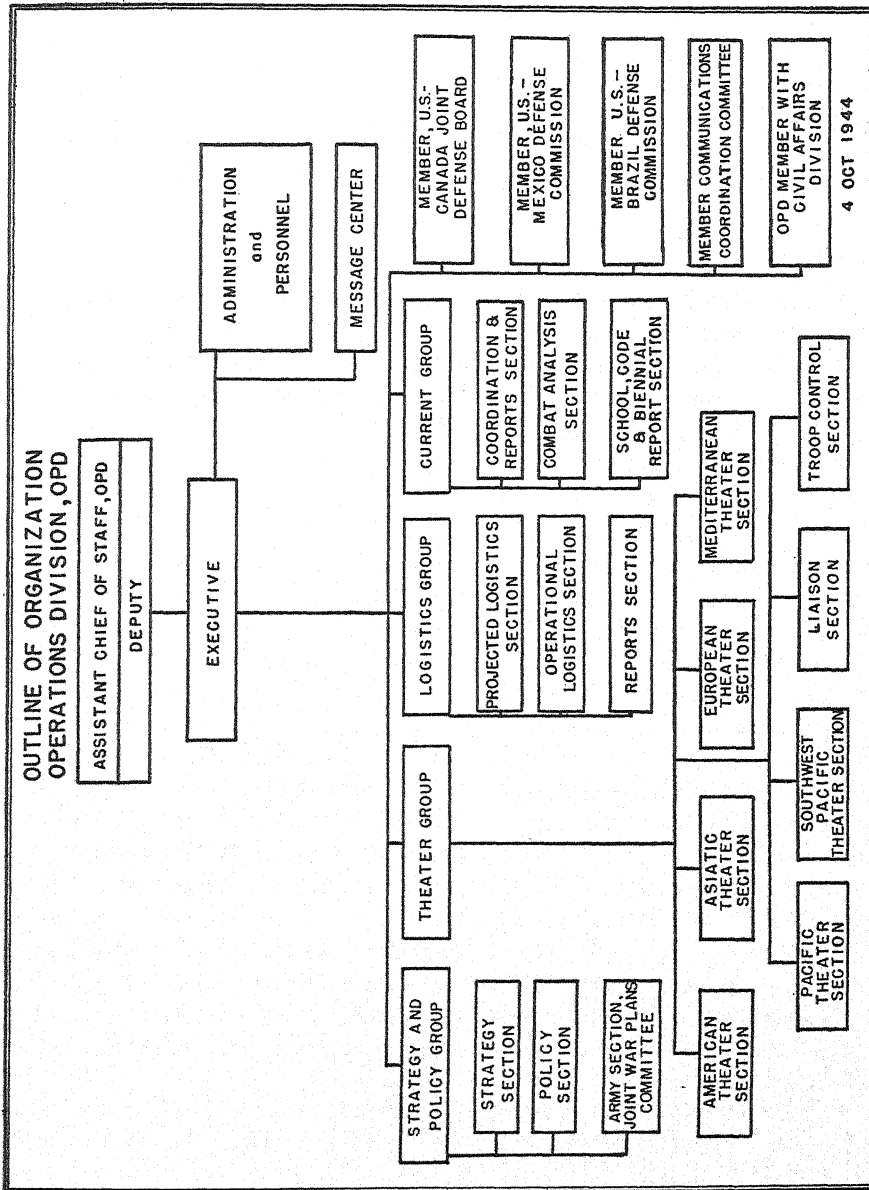 OUTLINE OF ORGANIZATION
OPERATIONS DIVISION,OPD
ASSISTANT CHIEF OF STAFF,OPD
DEPUTY
EXECUTIVE
ADMINISTRATION
and
PERSONNEL
MESSAGE CENTER
STRATEGY AND
POLICY GROUP
STRATEGY
SECTION
POLICY
SECTION
ARMY SECTION,
JOINT WAR PLANS
COMMITTEE
THEATER GROUP
LOGISTICS GROUP
PROJECTED LOGISTICS
SECTION
OPERATIONAL
LOGISTICS SECTION
REPORTS SECTION
CURRENT GROUP
COORDINATION &
REPORTS SECTION
COMBAT ANALYSIS
SECTION
SCHOOL, CODE
& BIENNIAL
REPORT SECTION
MEMBER, U.S.-
CANADA JOINT
DEFENSE BOARD
MEMBER, U.S.-
MEXICO DEFENSE
COMMISSION
MEMBER U.S.-
BRAZIL DEFENSE
COMMISSION
MEMBER COMMUNICATIONS
COORDINATION COMMITTEE
OPD MEMBER WITH
CIVIL AFFAIRS
DIVISION
AMERICAN
THEATER
SECTION
ASIATIC
THEATER
SECTION
EUROPEAN
THEATER
SECTION
MEDITERRANEAN
THEATER
SECTION
PACIFIC
THEATER
SECTION
SOUTHWEST
PACIFIC
THEATER SECTION
LIAISON
SECTION
TROOP CONTROL
SECTION
4 OCT 1944